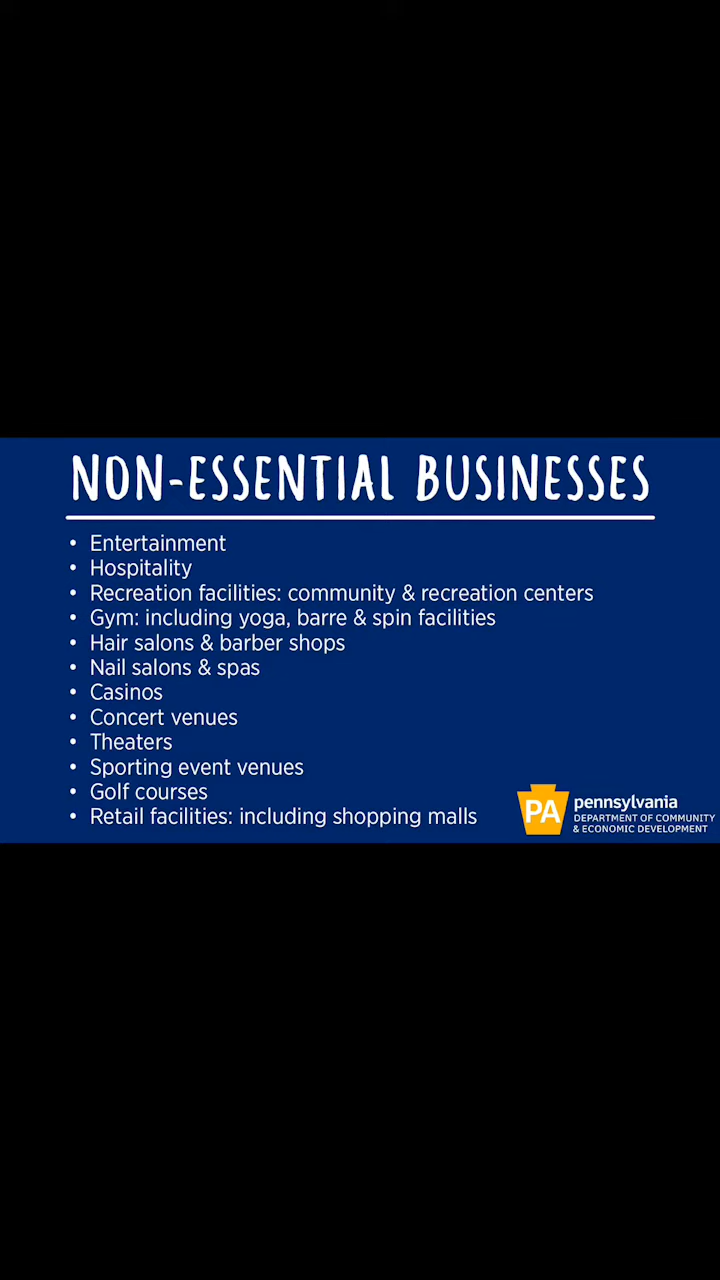 NON-ESSENTIAL BUSINESSES
• Entertainment
• Hospitality
• Recreation facilities: community & recreation centers
• Gym: including yoga, barre & spin facilities
• Hair salons & barber shops
• Nail salons & spas
• Casinos
• Concert venues
• Theaters
• Sporting event venues
• Golf courses
• Retail facilities: including shopping malls
PA
pennsylvania
DEPARTMENT OF COMMUNITY
& ECONOMIC DEVELOPMENT